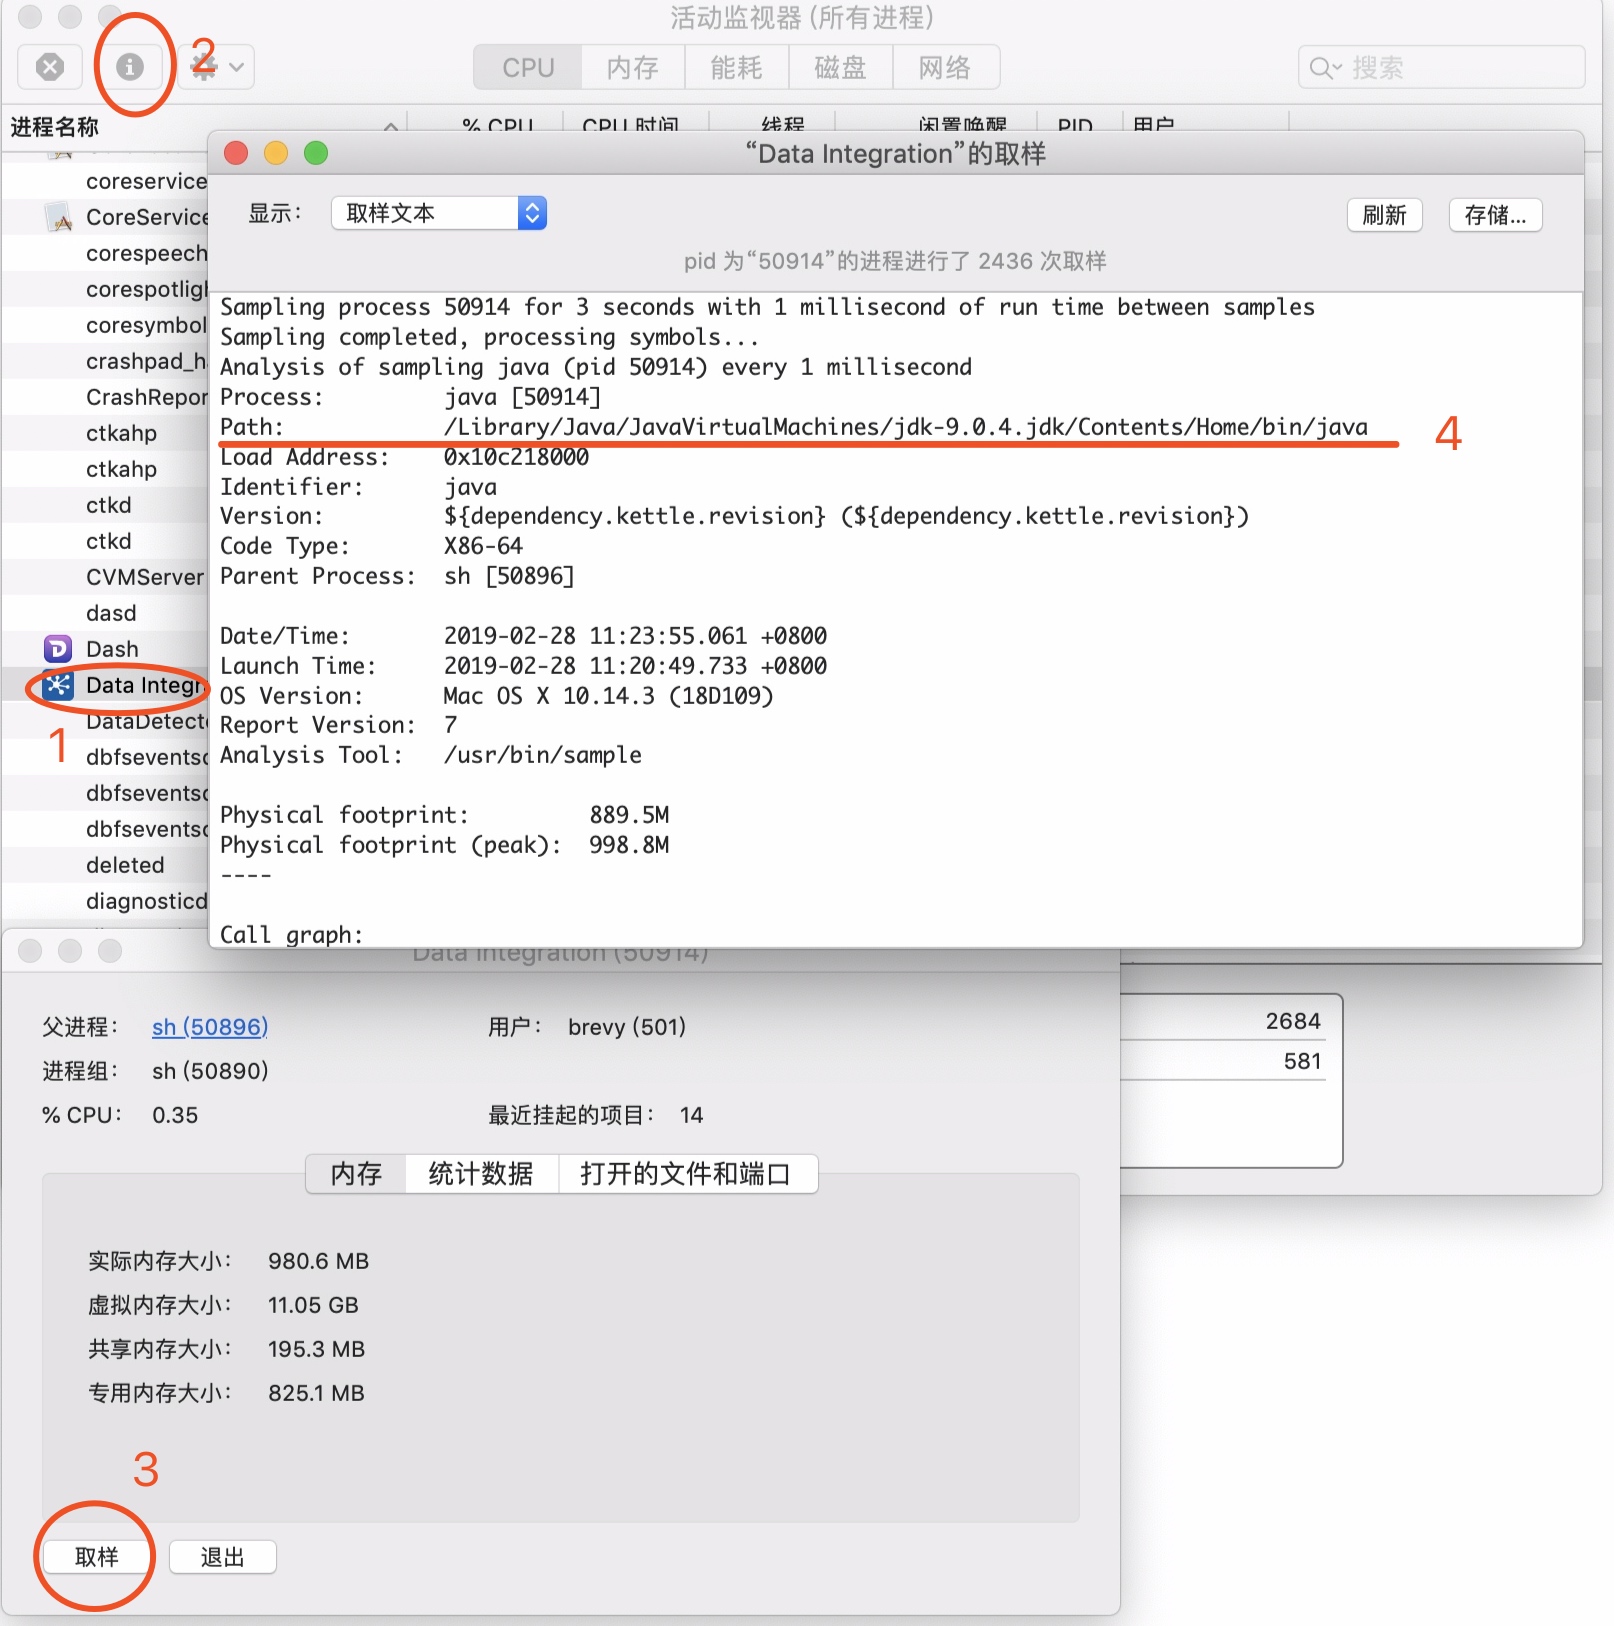 活动监视器 (所有进程)
2
CPU
内存
能耗
磁盘
网络
搜索
进程名称
% CPU
CPU 时间
线程
闲置唤醒
PID
用户
coreservice
CoreService
corespeech
corespotligh
coresymbol
crashpad_ha
CrashRepor
ctkahp
ctkahp
ctkd
ctkd
CVMServer
dasd
Dash
Data Integr
1
DataDetecto
dbfseventsd
dbfseventsd
dbfseventsd
deleted
diagnosticd
“Data Integration”的取样
显示：
取样文本
刷新
存储...
pid 为“50914”的进程进行了 2436 次取样
Sampling process 50914 for 3 seconds with 1 millisecond of run time between samples
Sampling completed, processing symbols...
Analysis of sampling java (pid 50914) every 1 millisecond
Process: java [50914]
Path: /Library/Java/JavaVirtualMachines/jdk-9.0.4.jdk/Contents/Home/bin/java
4
Load Address: 0x10c218000
Identifier: java
Version: ${dependency.kettle.revision} (${dependency.kettle.revision})
Code Type: X86-64
Parent Process: sh [50896]
Date/Time: 2019-02-28 11:23:55.061 +0800
Launch Time: 2019-02-28 11:20:49.733 +0800
OS Version: Mac OS X 10.14.3 (18D109)
Report Version: 7
Analysis Tool: /usr/bin/sample
Physical footprint: 889.5M
Physical footprint (peak): 998.8M
----
Call graph:
Data Integration (50914)
父进程： sh (50896)
用户： brevy (501)
进程组： sh (50890)
% CPU： 0.35
最近挂起的项目： 14
内存
统计数据
打开的文件和端口
实际内存大小： 980.6 MB
虚拟内存大小： 11.05 GB
共享内存大小： 195.3 MB
专用内存大小： 825.1 MB
3
取样
退出
2684
581